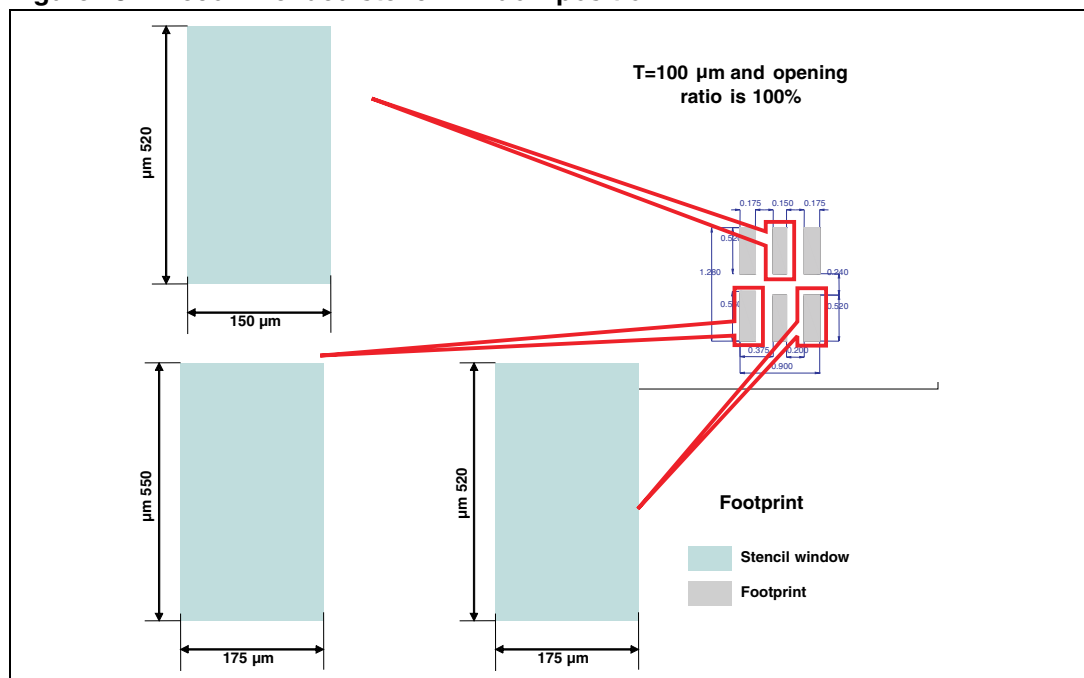 T=100 µm and opening
ratio is 100%
µm 520
150 µm
0.175
0.150
0.175
1.280
0.240
0.520
0.375
0.200
µm 550
175 µm
µm 520
175 µm
Footprint
Stencil window
Footprint